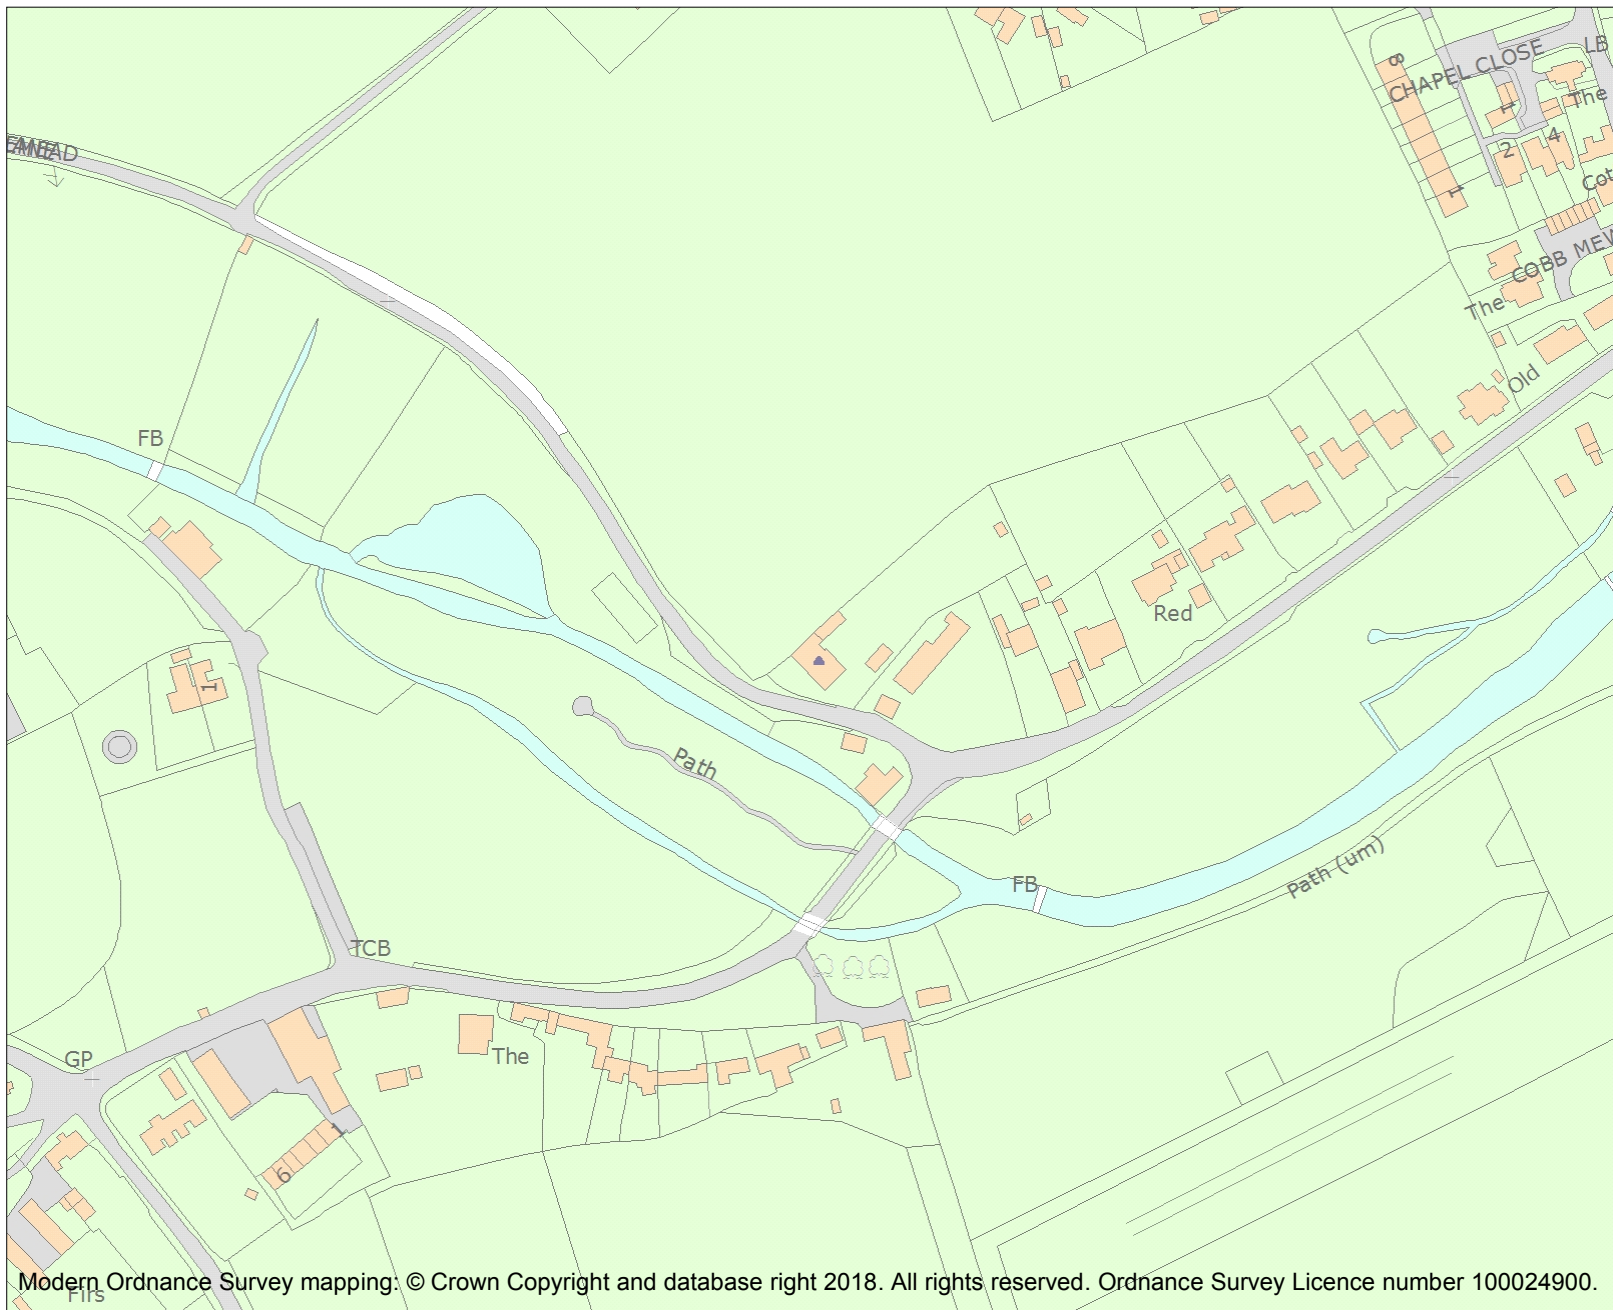 8
CHAPEL CLOSE
LB
1
The
4
2
1
Cot
COBB MEW
The
Old
FB
Red
1
Path
FB
Path (um)
TCB
GP
The
1
6
Firs
Modern Ordnance Survey mapping: © Crown Copyright and database right 2018. All rights reserved. Ordnance Survey Licence number 100024900.